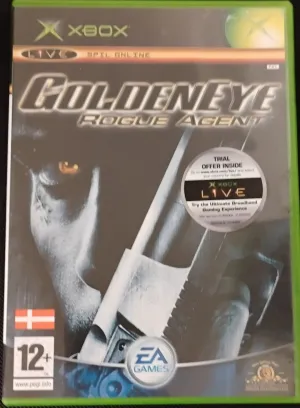 XBOX
LIVE SPIL ONLINE
GOLDENEYE
ROGUE AGENT
TRIAL
OFFER INSIDE
XBOX
LIVE
Try the Ultimate Broadband
Gaming Experience
12+
www.pegi.info
EA
GAMES